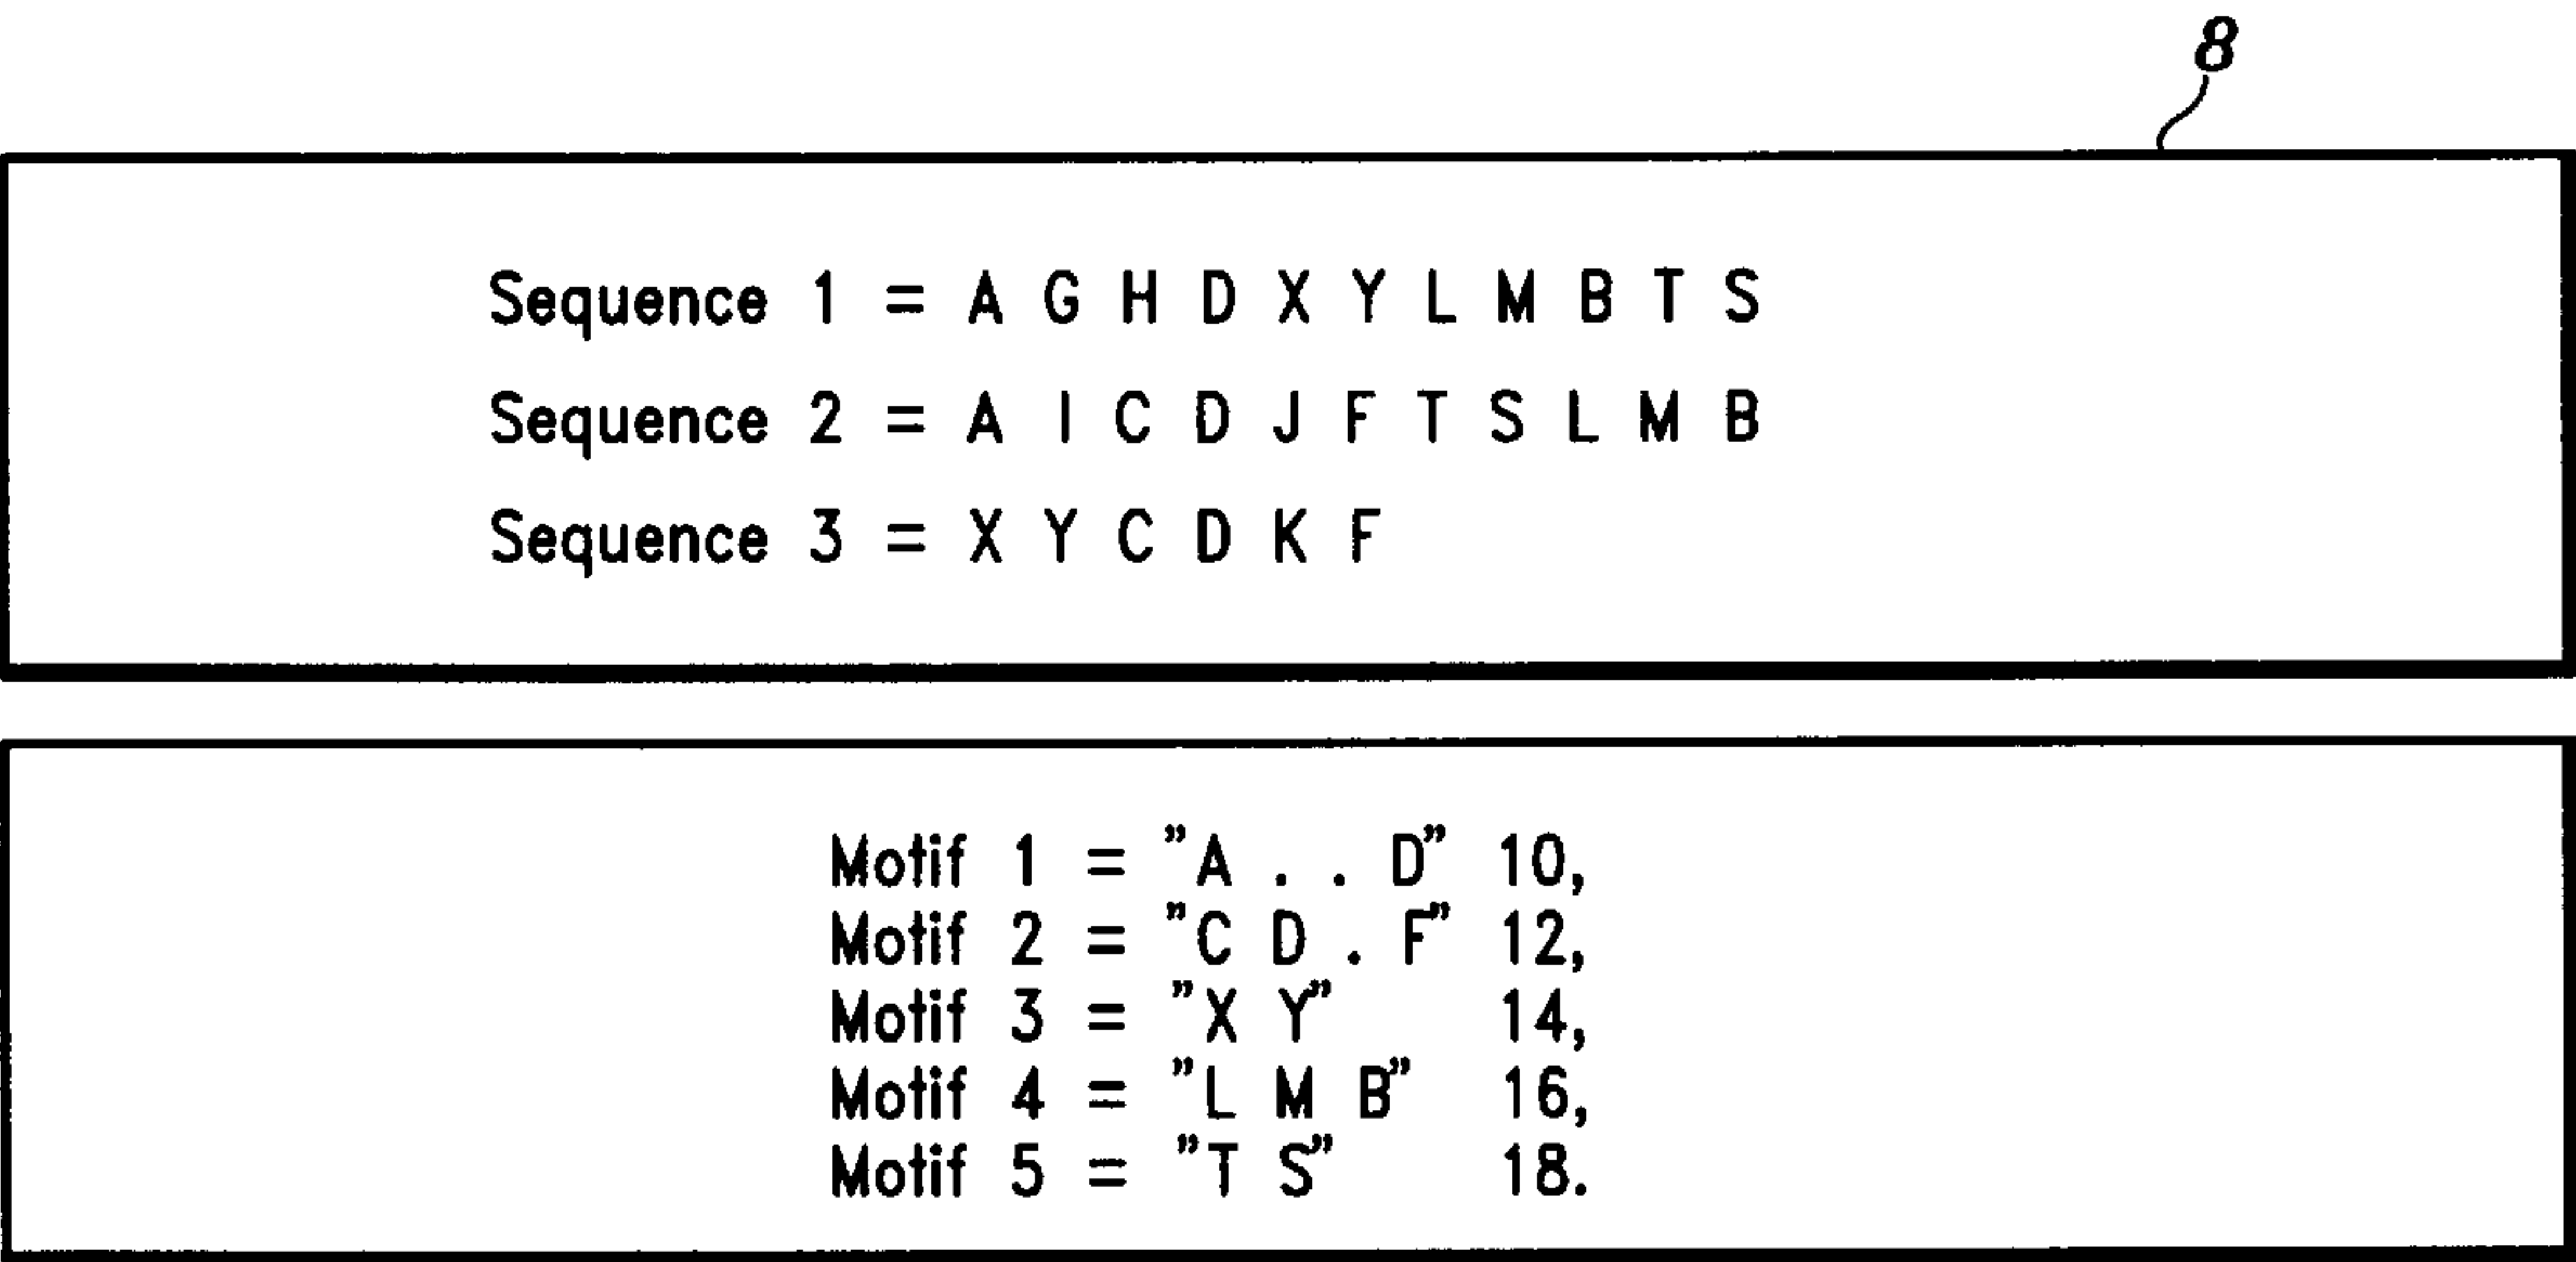 8
Sequence 1 = A G H D X Y L M B T S
Sequence 2 = A I C D J F T S L M B
Sequence 3 = X Y C D K F
Motif 1 = "A . . D" 10,
Motif 2 = "C D . F" 12,
Motif 3 = "X Y" 14,
Motif 4 = "L M B" 16,
Motif 5 = "T S" 18.